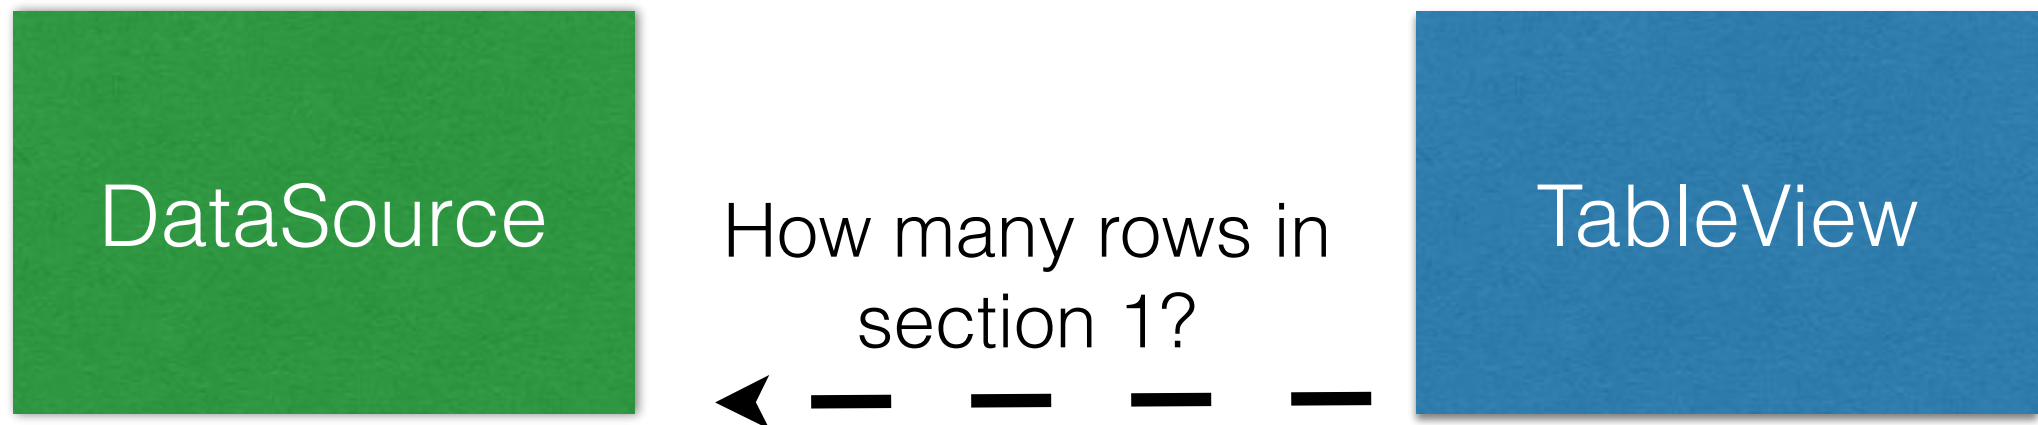 DataSource
How many rows in
section 1?
TableView